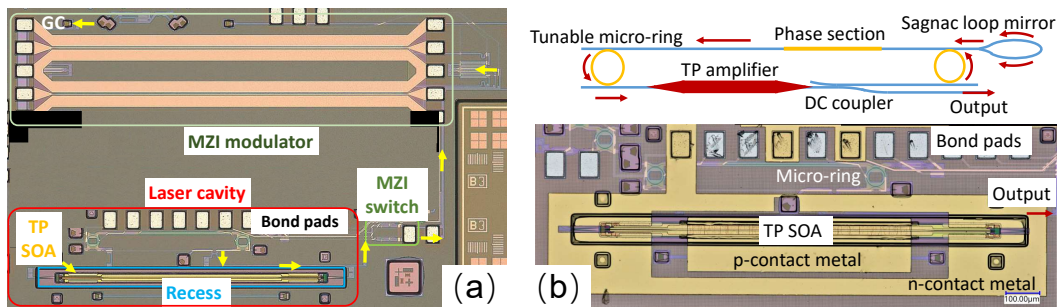 GC
MZI modulator
Laser cavity
MZI
switch
TP
SOA
Bond pads
Recess
B3
(a)
(b)
Tunable micro-ring
Phase section
Sagnac loop mirror
TP amplifier
DC coupler
Output
Bond pads
Micro-ring
Output
TP SOA
p-contact metal
n-contact metal
100.00μm